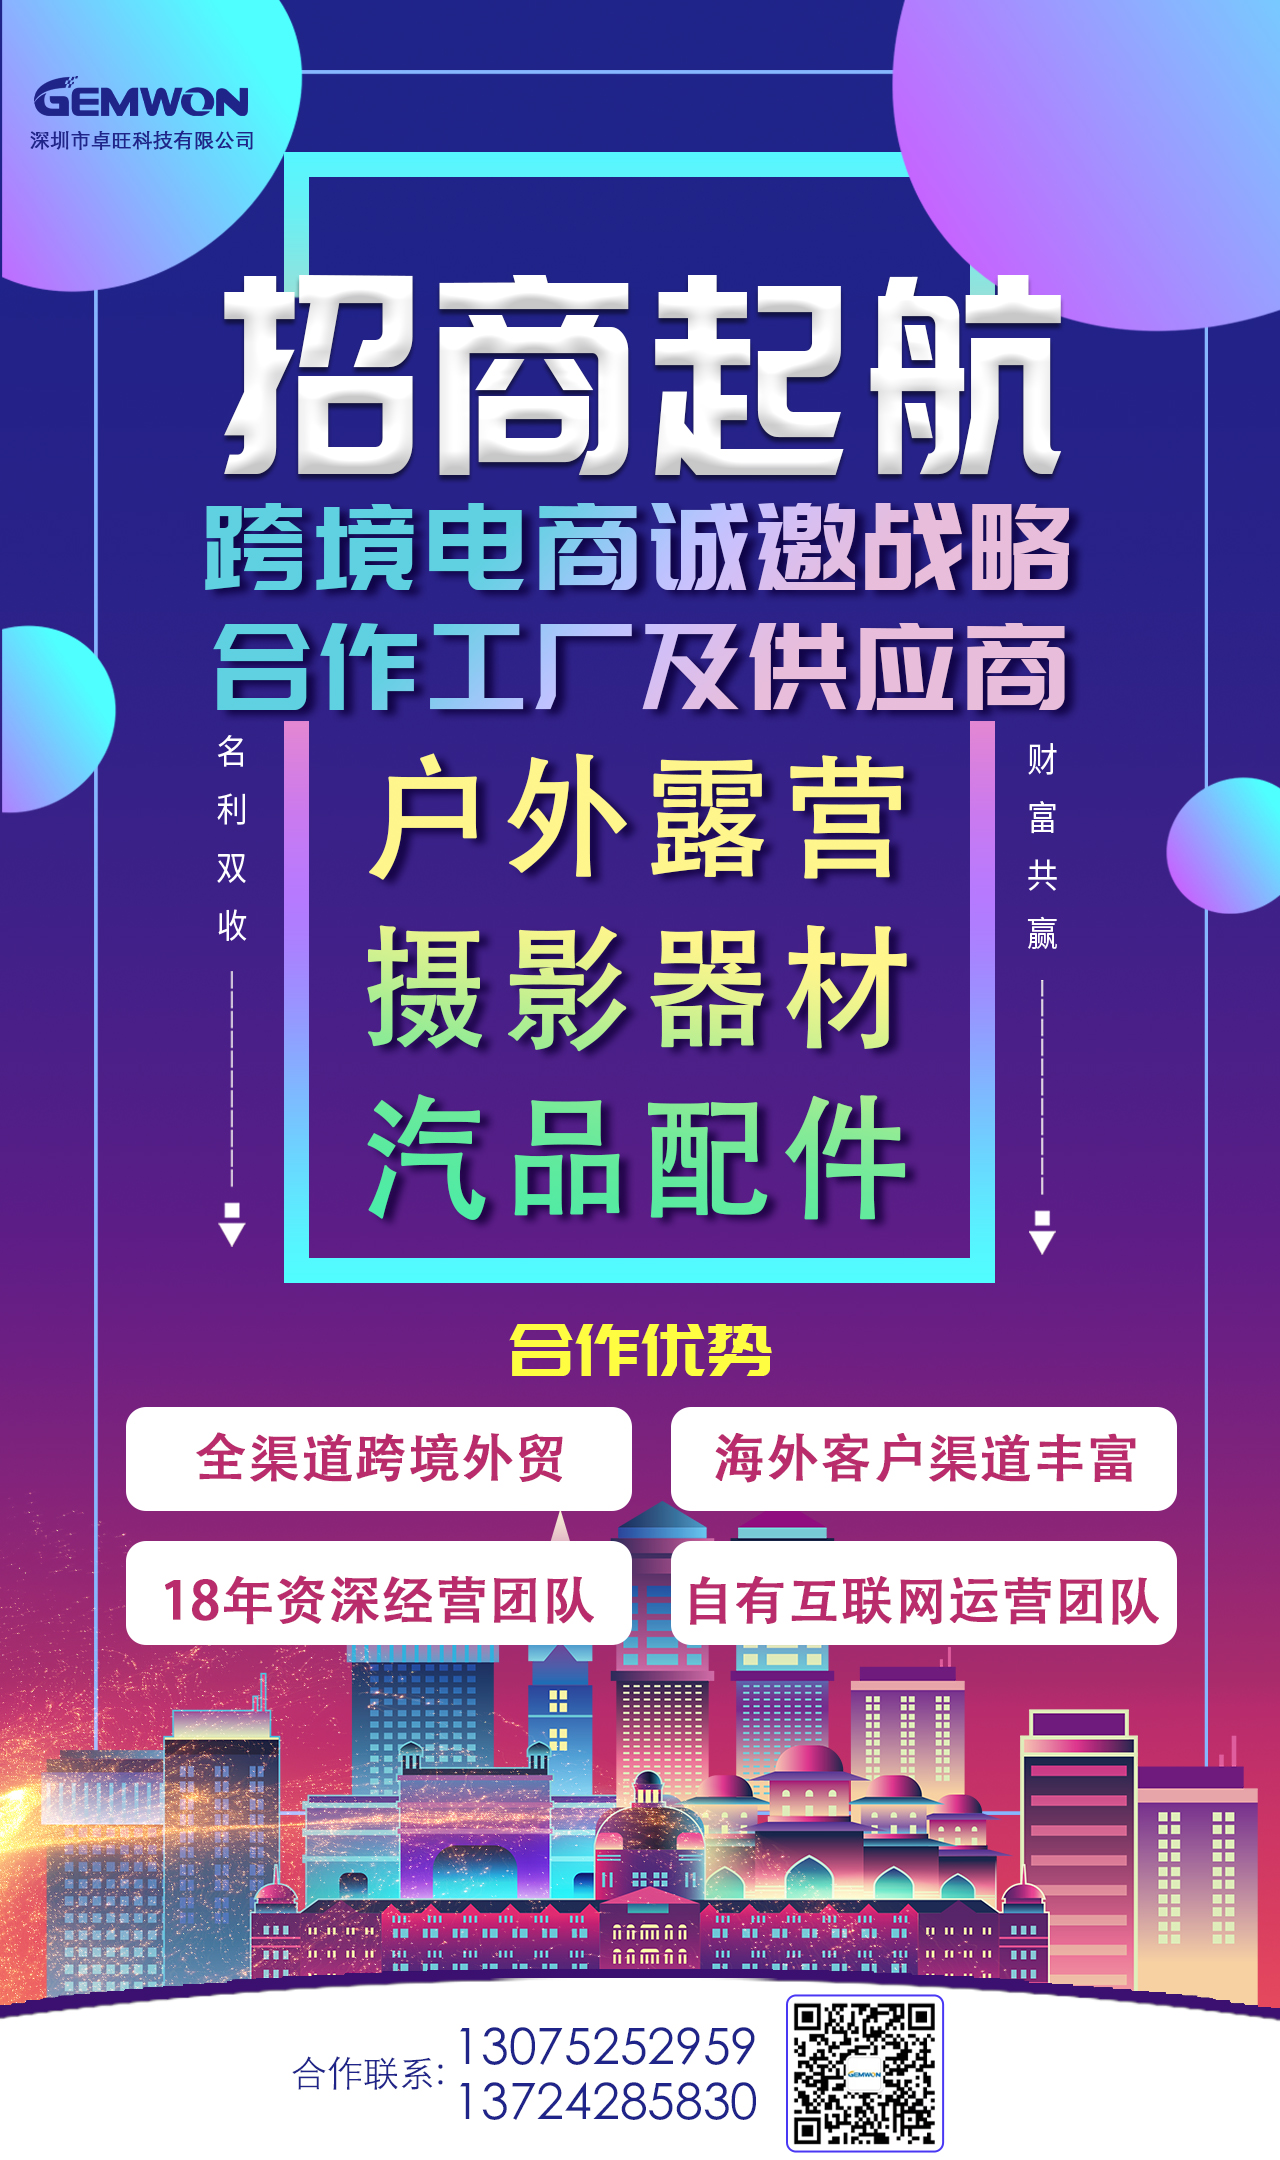 GEMWON
深圳市卓旺科技有限公司
招商起航
跨境电商诚邀战略
合作工厂及供应商
名利双收
财富共赢
户外露营
摄影器材
汽品配件
合作优势
全渠道跨境外贸
海外客户渠道丰富
18年资深经营团队
自有互联网运营团队
合作联系:
13075252959
13724285830
GEMWON